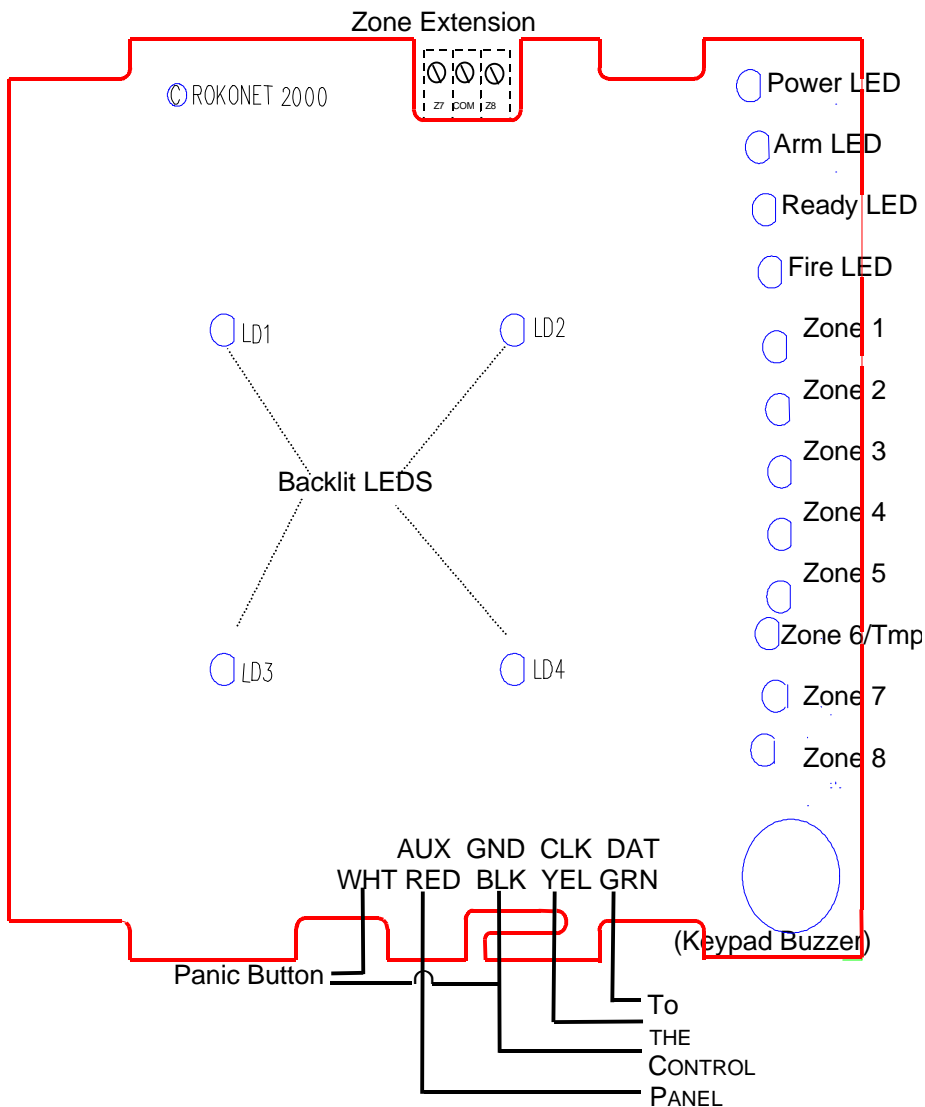 Zone Extension
Z7 COM Z8
© ROKONET 2000
Power LED
Arm LED
Ready LED
Fire LED
LD1
LD2
Zone 1
Zone 2
Zone 3
Backlit LEDS
Zone 4
Zone 5
Zone 6/Tmp
LD3
LD4
Zone 7
Zone 8
AUX GND CLK DAT
WHT RED BLK YEL GRN
(Keypad Buzzer)
Panic Button
TO
THE
CONTROL
PANEL